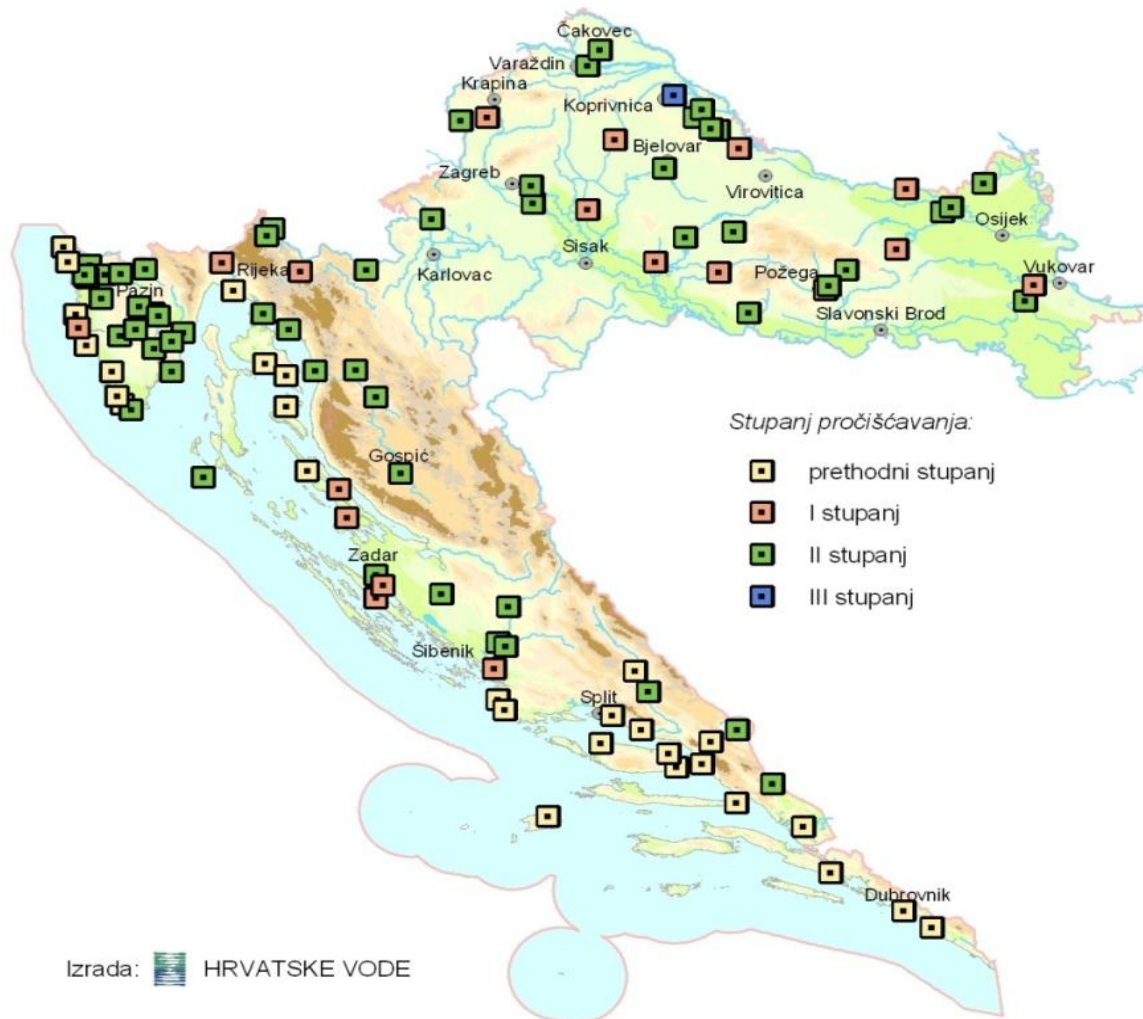 Čakovec
Varaždin
Krapina
Koprivnica
Bjelovar
Zagreb
Virovitica
Osijek
Sisak
Karlovac
Rijeka
Požega
Vukovar
Pazin
Slavonski Brod
Stupanj pročišćavanja:
prethodni stupanj
Gospić
I stupanj
II stupanj
Zadar
III stupanj
Šibenik
Split
Dubrovnik
Izrada: HRVATSKE VODE